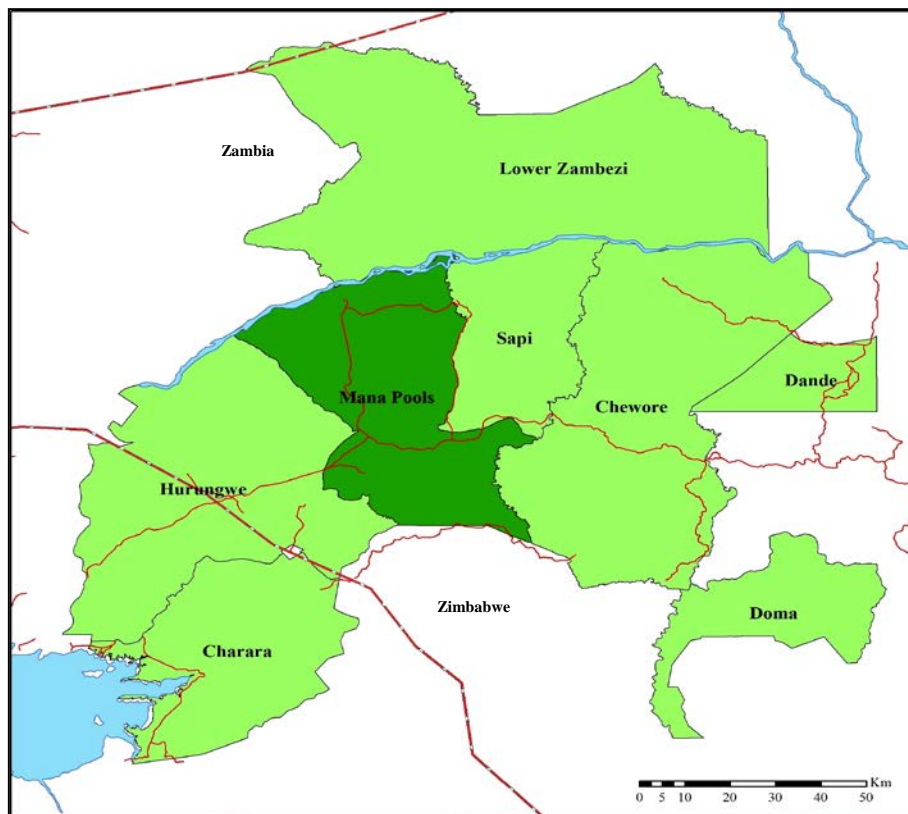 Zambia
Lower Zambezi
Sapi
Mana Pools
Dande
Chewore
Hurungwe
Zimbabwe
Doma
Charara
Km
0 5 10 20 30 40 50